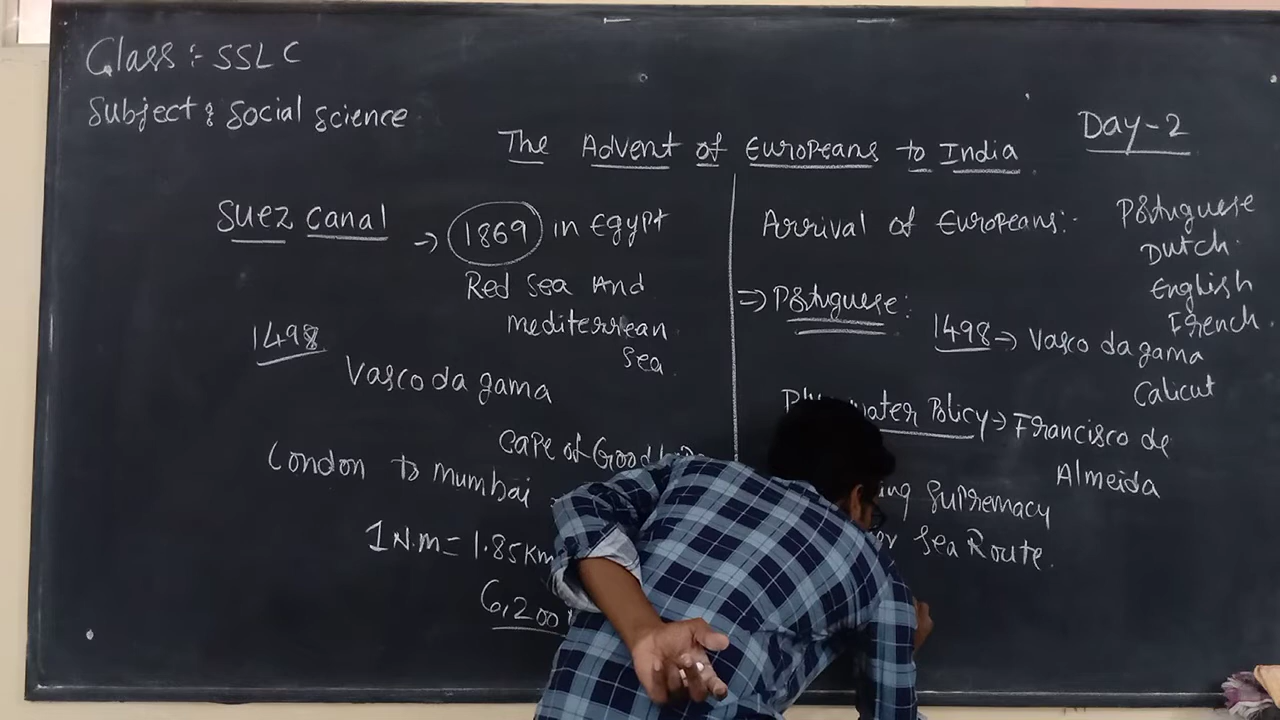 Class :- SSLC
Subject : Social Science
The Advent of Europeans to India
Day-2
Suez Canal → 1869 in Egypt
Red Sea And
mediterrean
Sea
1498
Vasco da gama
Cape of Good
London to Mumbai
1 N.m = 1.85 Km
6,200
Arrival of Europeans:-
Portuguese
Dutch
English
French
⇒ Portuguese:
1498 → Vasco da gama
Calicut
water Policy → Francisco de
Almeida
Supremacy
Sea Route.